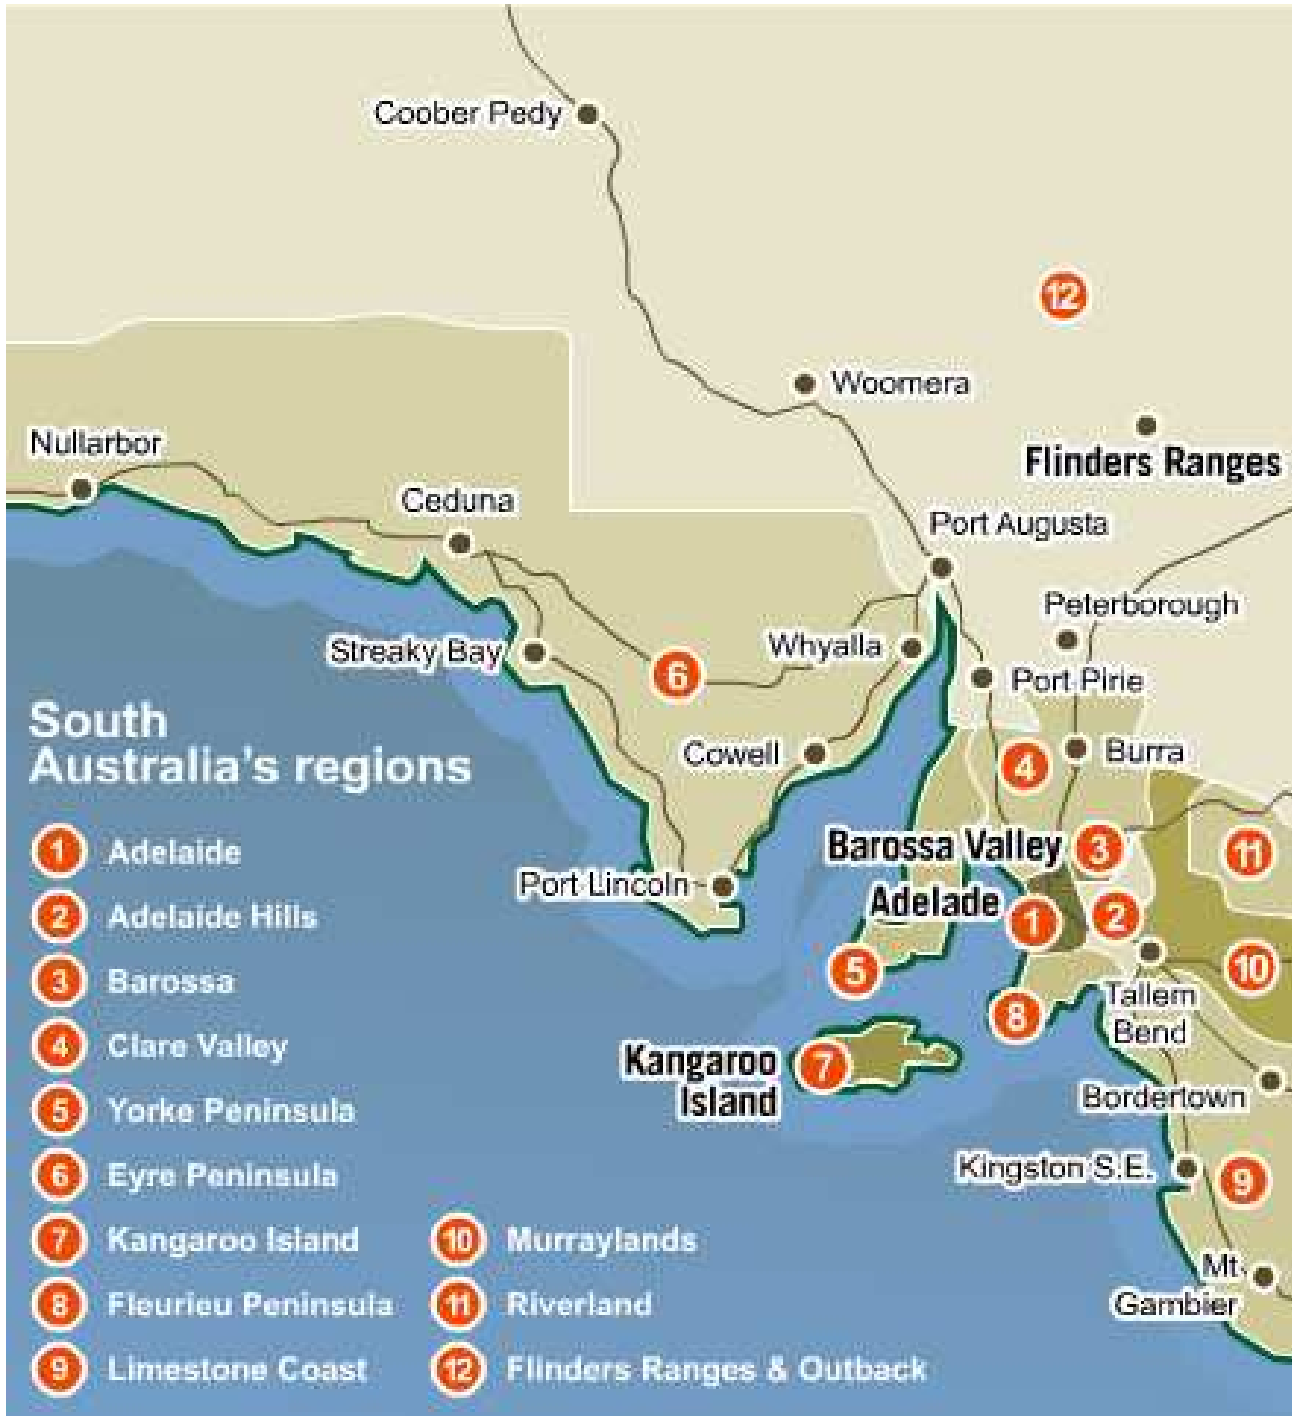 Coober Pedy
12
Woomera
Nullarbor
Flinders Ranges
Ceduna
Port Augusta
Peterborough
Streaky Bay
Whyalla
6
Port Pirie
South
Australia's regions
Cowell
4
Burra
Barossa Valley
3
11
1 Adelaide
Port Lincoln
Adelade
1
2
2 Adelaide Hills
5
10
3 Barossa
8
Tallem
Bend
4 Clare Valley
Kangaroo
Island
7
Bordertown
5 Yorke Peninsula
Kingston S.E.
9
6 Eyre Peninsula
7 Kangaroo Island
10 Murraylands
Mt
Gambier
8 Fleurieu Peninsula
11 Riverland
9 Limestone Coast
12 Flinders Ranges & Outback